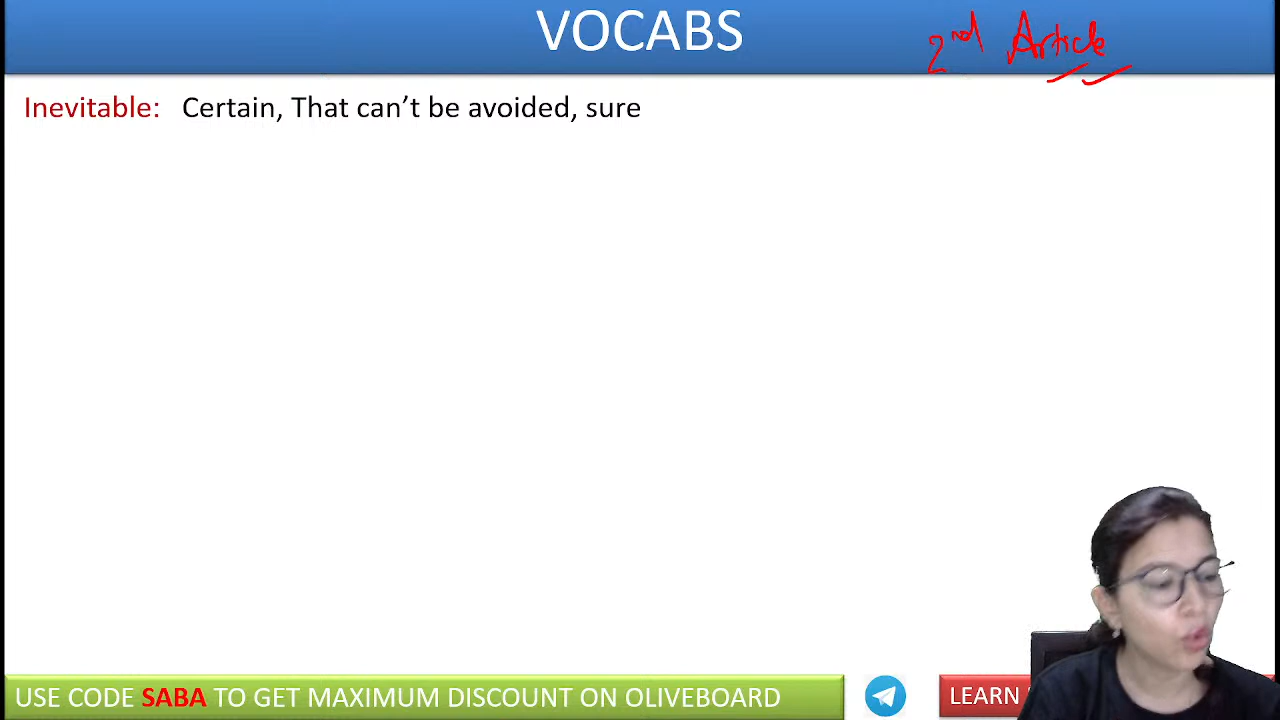 VOCABS
2nd Article
Inevitable: Certain, That can’t be avoided, sure
USE CODE SABA TO GET MAXIMUM DISCOUNT ON OLIVEBOARD
LEARN